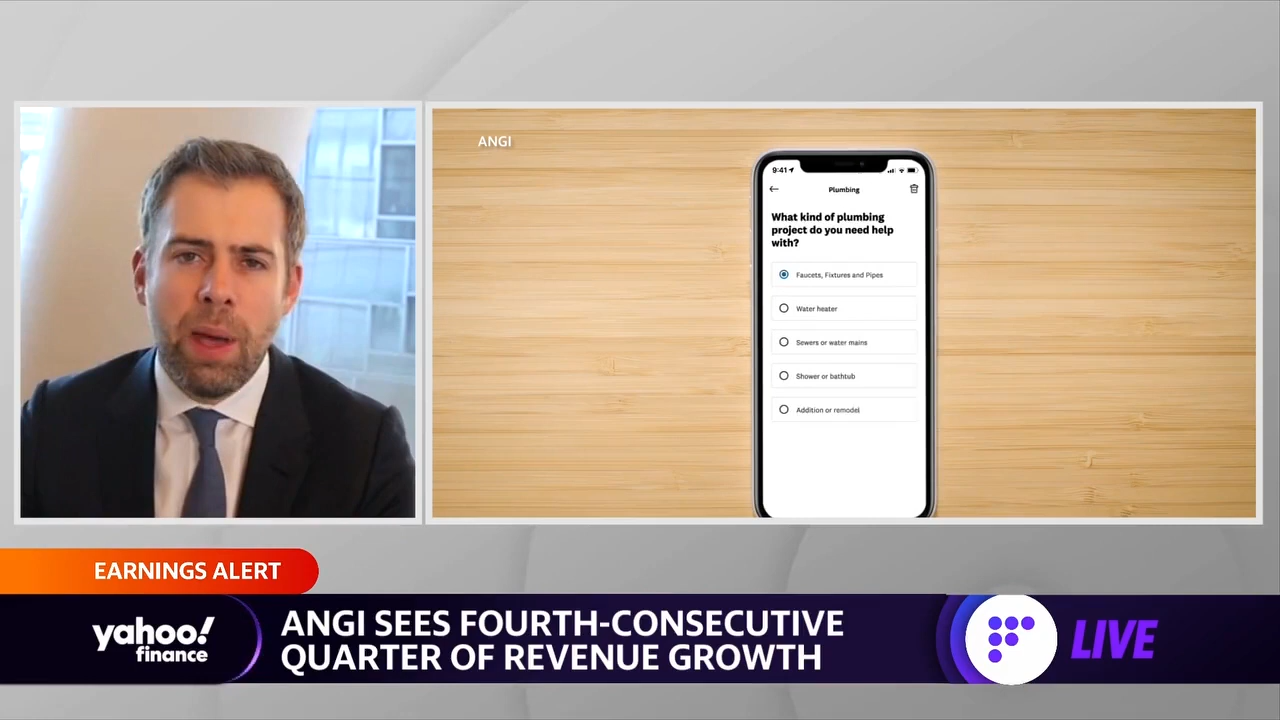 ANGI
9:41
Plumbing
What kind of plumbing
project do you need help
with?
Faucets, Fixtures and Pipes
Water heater
Sewers or water mains
Shower or bathtub
Addition or remodel
EARNINGS ALERT
yahoo!
finance
ANGI SEES FOURTH-CONSECUTIVE
QUARTER OF REVENUE GROWTH
LIVE